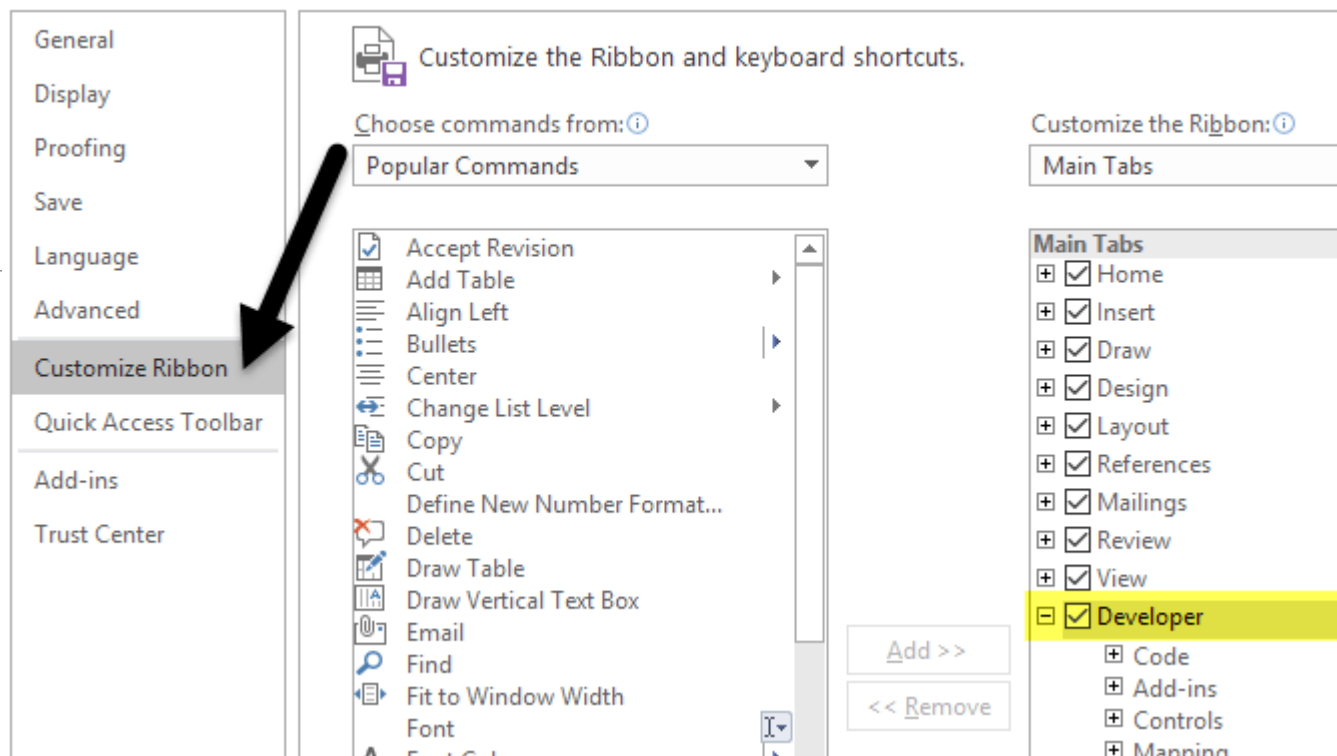 General
Display
Proofing
Save
Language
Advanced
Customize Ribbon
Quick Access Toolbar
Add-ins
Trust Center
Customize the Ribbon and keyboard shortcuts.
Choose commands from:
Popular Commands
Accept Revision
Add Table
Align Left
Bullets
Center
Change List Level
Copy
Cut
Define New Number Format...
Delete
Draw Table
Draw Vertical Text Box
Email
Find
Fit to Window Width
Font
Add >>
<< Remove
Customize the Ribbon:
Main Tabs
Main Tabs
Home
Insert
Draw
Design
Layout
References
Mailings
Review
View
Developer
Code
Add-ins
Controls
Mapping